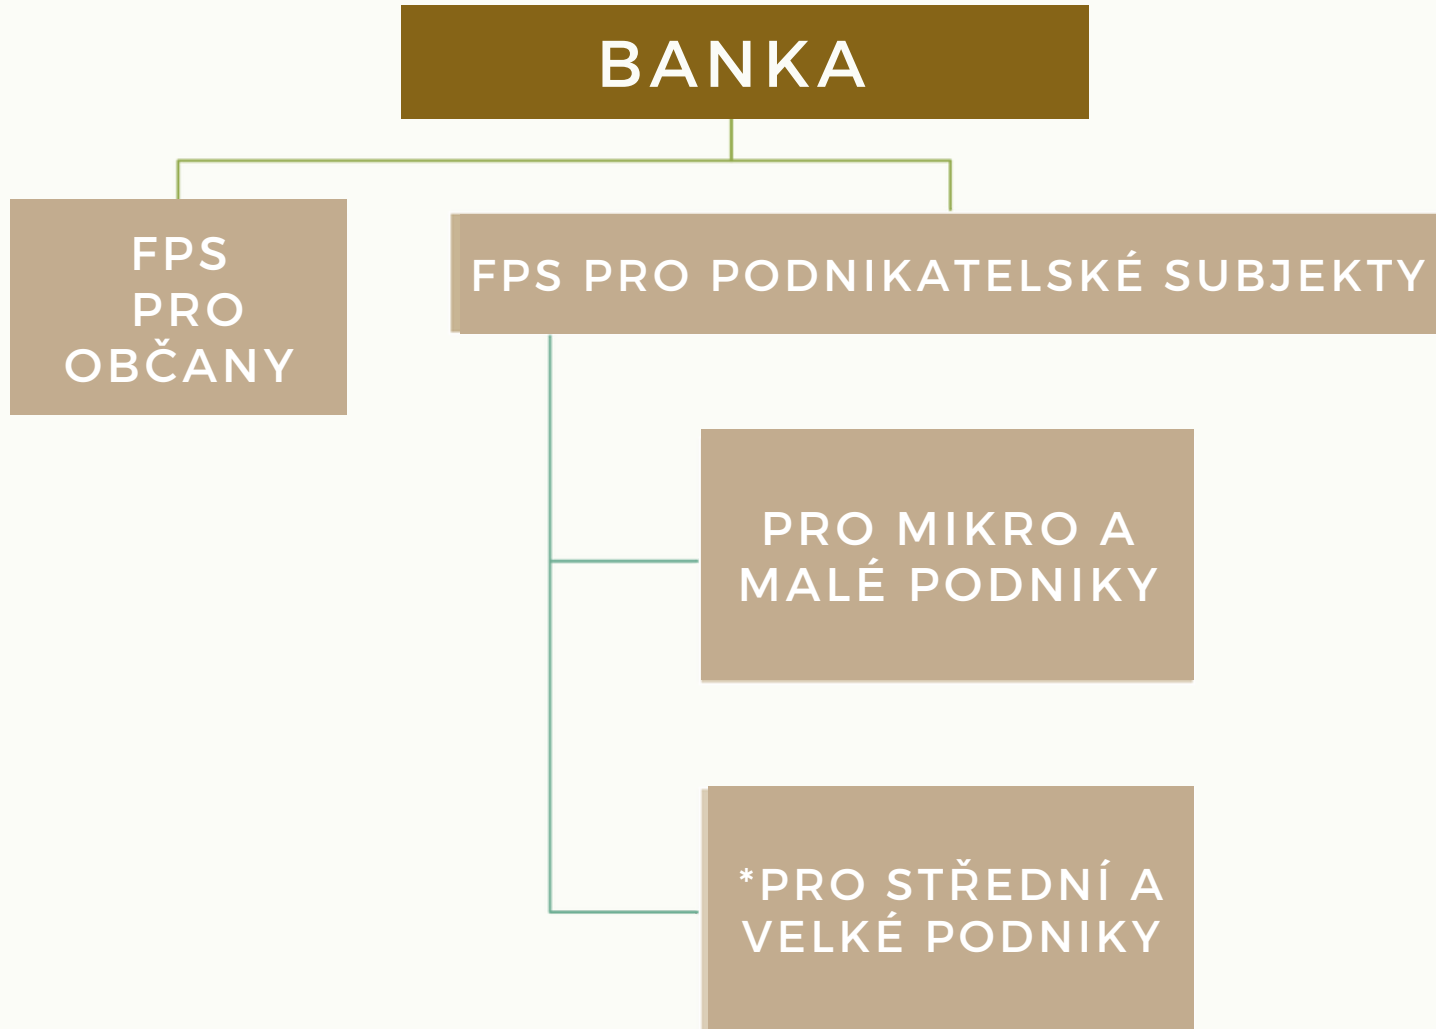 BANKA
FPS
PRO
OBČANY
FPS PRO PODNIKATELSKÉ SUBJEKTY
PRO MIKRO A
MALÉ PODNIKY
*PRO STŘEDNÍ A
VELKÉ PODNIKY